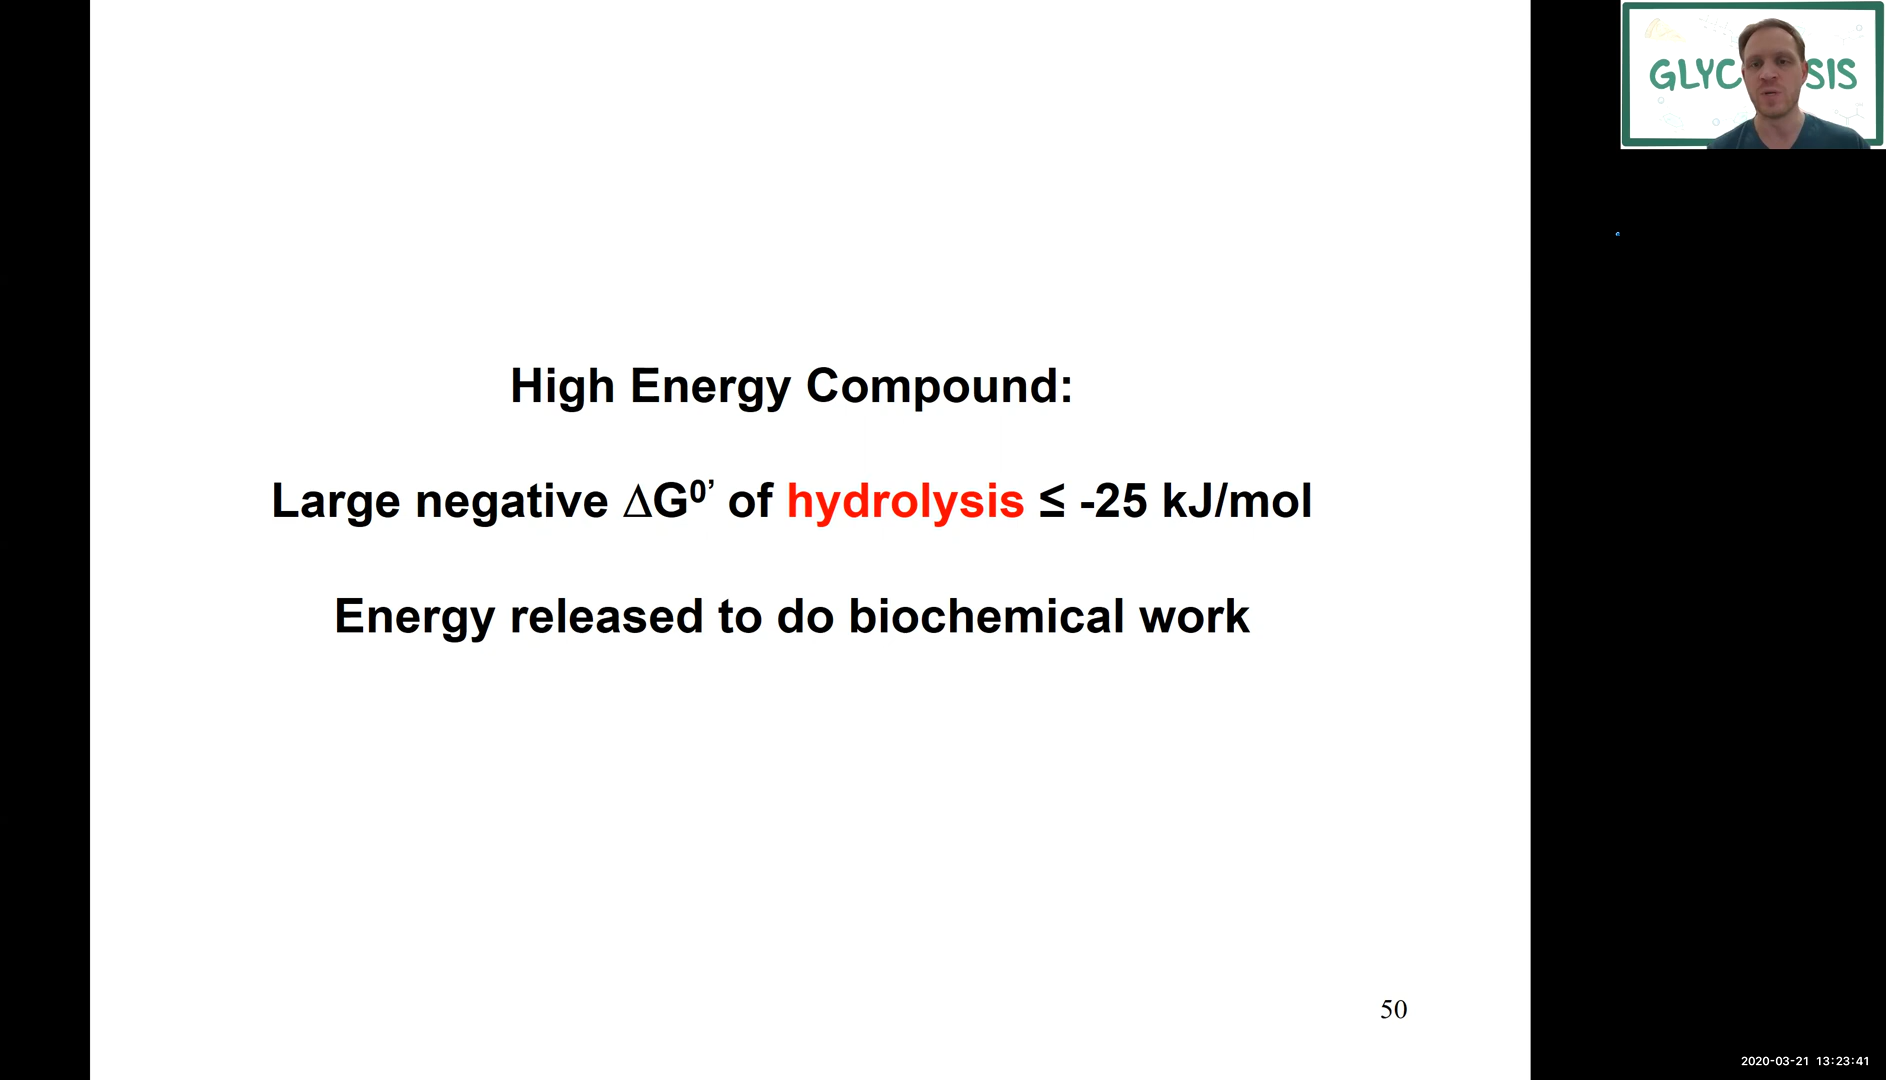 GLYC SIS
High Energy Compound:
Large negative ΔG⁰’ of hydrolysis ≤ -25 kJ/mol
Energy released to do biochemical work
50
2020-03-21 13:23:41